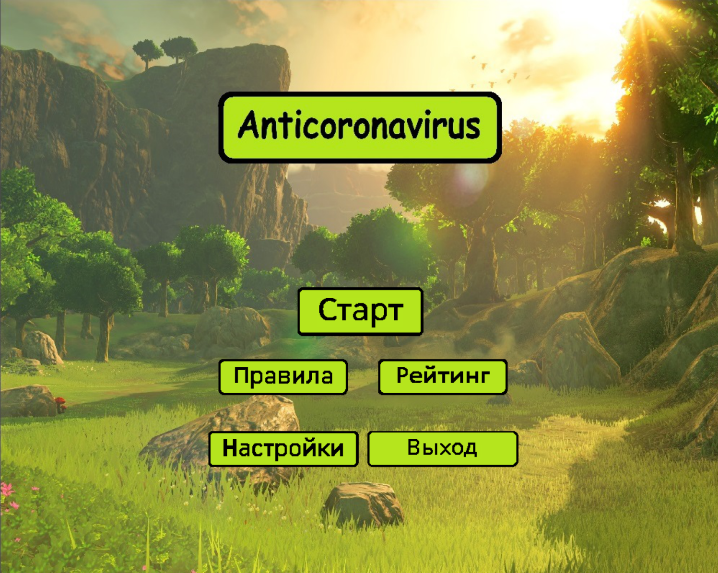 Anticoronavirus
Старт
Правила
Рейтинг
Настройки
Выход